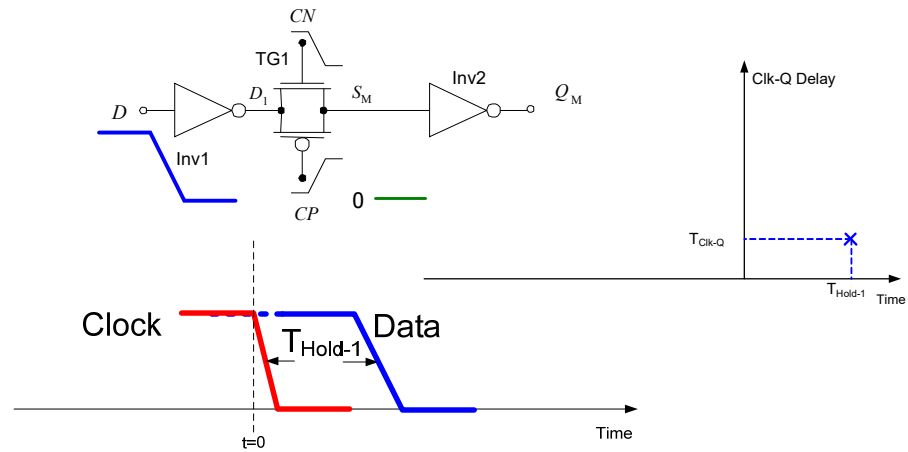 CN
TG1
D
D1
SM
Inv2
QM
Inv1
CP
0
Clk-Q Delay
TClk-Q
THold-1
Time
Clock
THold-1
Data
t=0
Time